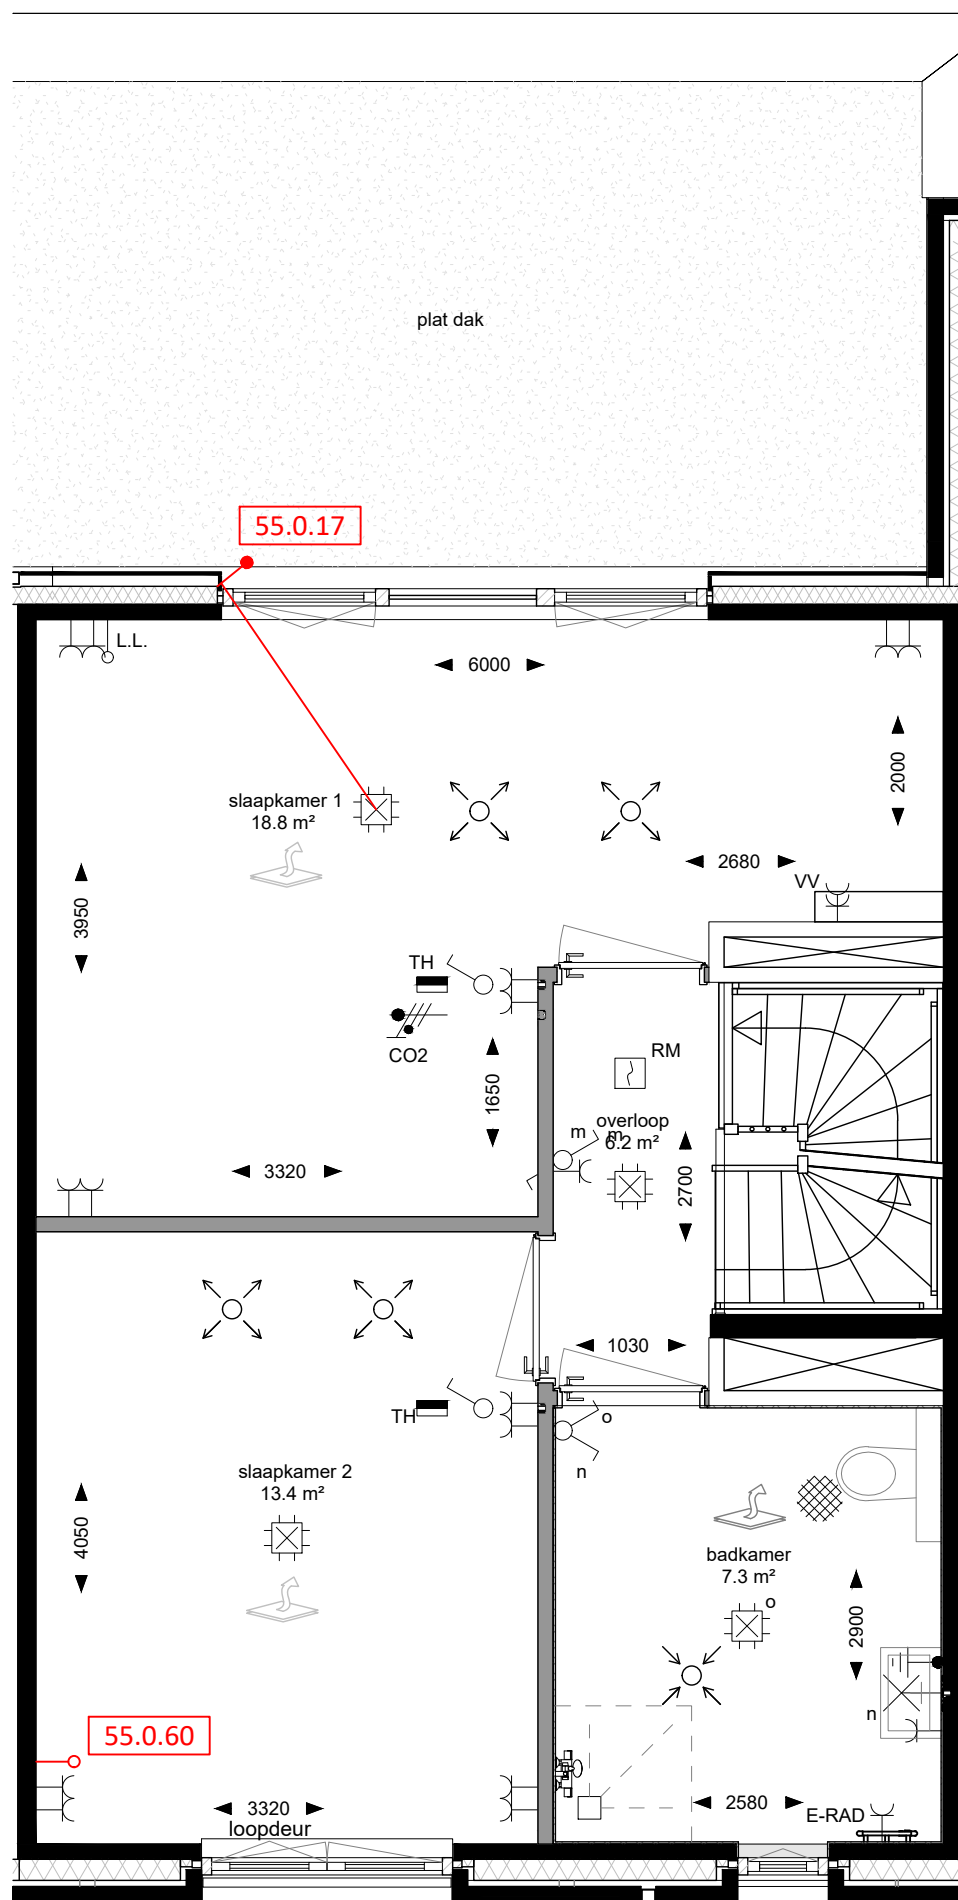 plat dak
55.0.17
L.L.
6000
2000
slaapkamer 1
18.8 m²
2680
VV
3950
TH
CO2
RM
1650
overloop
m
m
6.2 m²
3320
2700
1030
TH
o
n
slaapkamer 2
13.4 m²
4050
badkamer
7.3 m²
o
2900
n
55.0.60
3320
loopdeur
2580
E-RAD